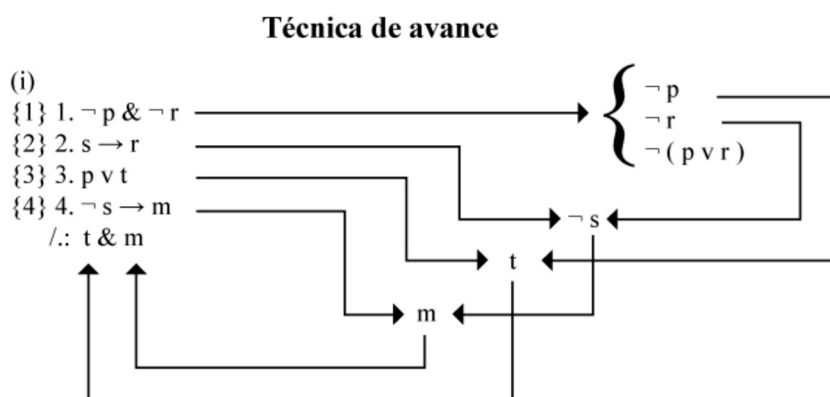 Técnica de avance
(i)
{1} 1. ¬ p & ¬ r
{2} 2. s → r
{3} 3. p v t
{4} 4. ¬ s → m
/.: t & m
¬ p
¬ r
¬ ( p v r )
¬ s
t
m